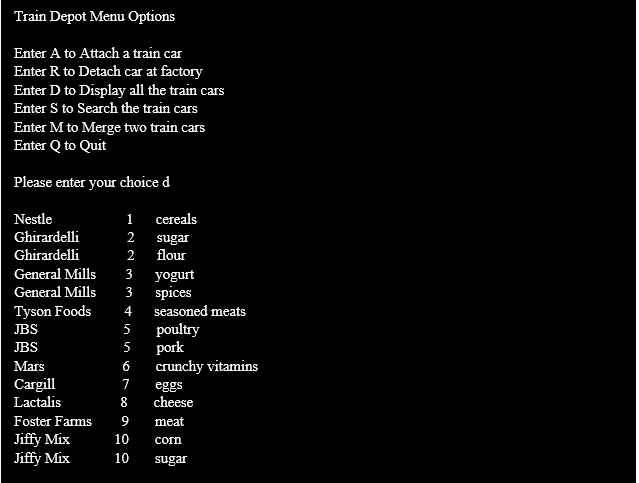 Train Depot Menu Options
Enter A to Attach a train car
Enter R to Detach car at factory
Enter D to Display all the train cars
Enter S to Search the train cars
Enter M to Merge two train cars
Enter Q to Quit
Please enter your choice d
Nestle 1 cereals
Ghirardelli 2 sugar
Ghirardelli 2 flour
General Mills 3 yogurt
General Mills 3 spices
Tyson Foods 4 seasoned meats
JBS 5 poultry
JBS 5 pork
Mars 6 crunchy vitamins
Cargill 7 eggs
Lactalis 8 cheese
Foster Farms 9 meat
Jiffy Mix 10 corn
Jiffy Mix 10 sugar